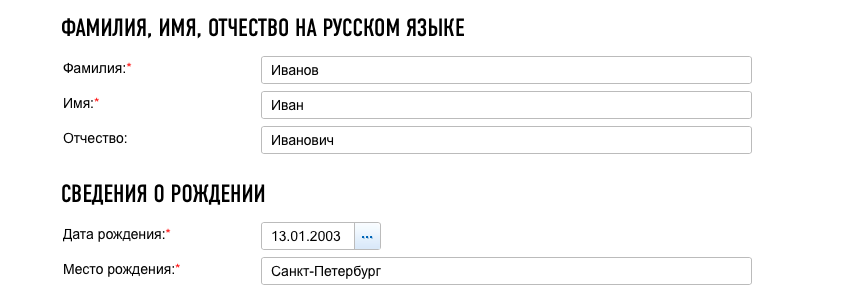 ФАМИЛИЯ, ИМЯ, ОТЧЕСТВО НА РУССКОМ ЯЗЫКЕ
Фамилия:* Иванов
Имя:* Иван
Отчество: Иванович
СВЕДЕНИЯ О РОЖДЕНИИ
Дата рождения:* 13.01.2003 ...
Место рождения:* Санкт-Петербург